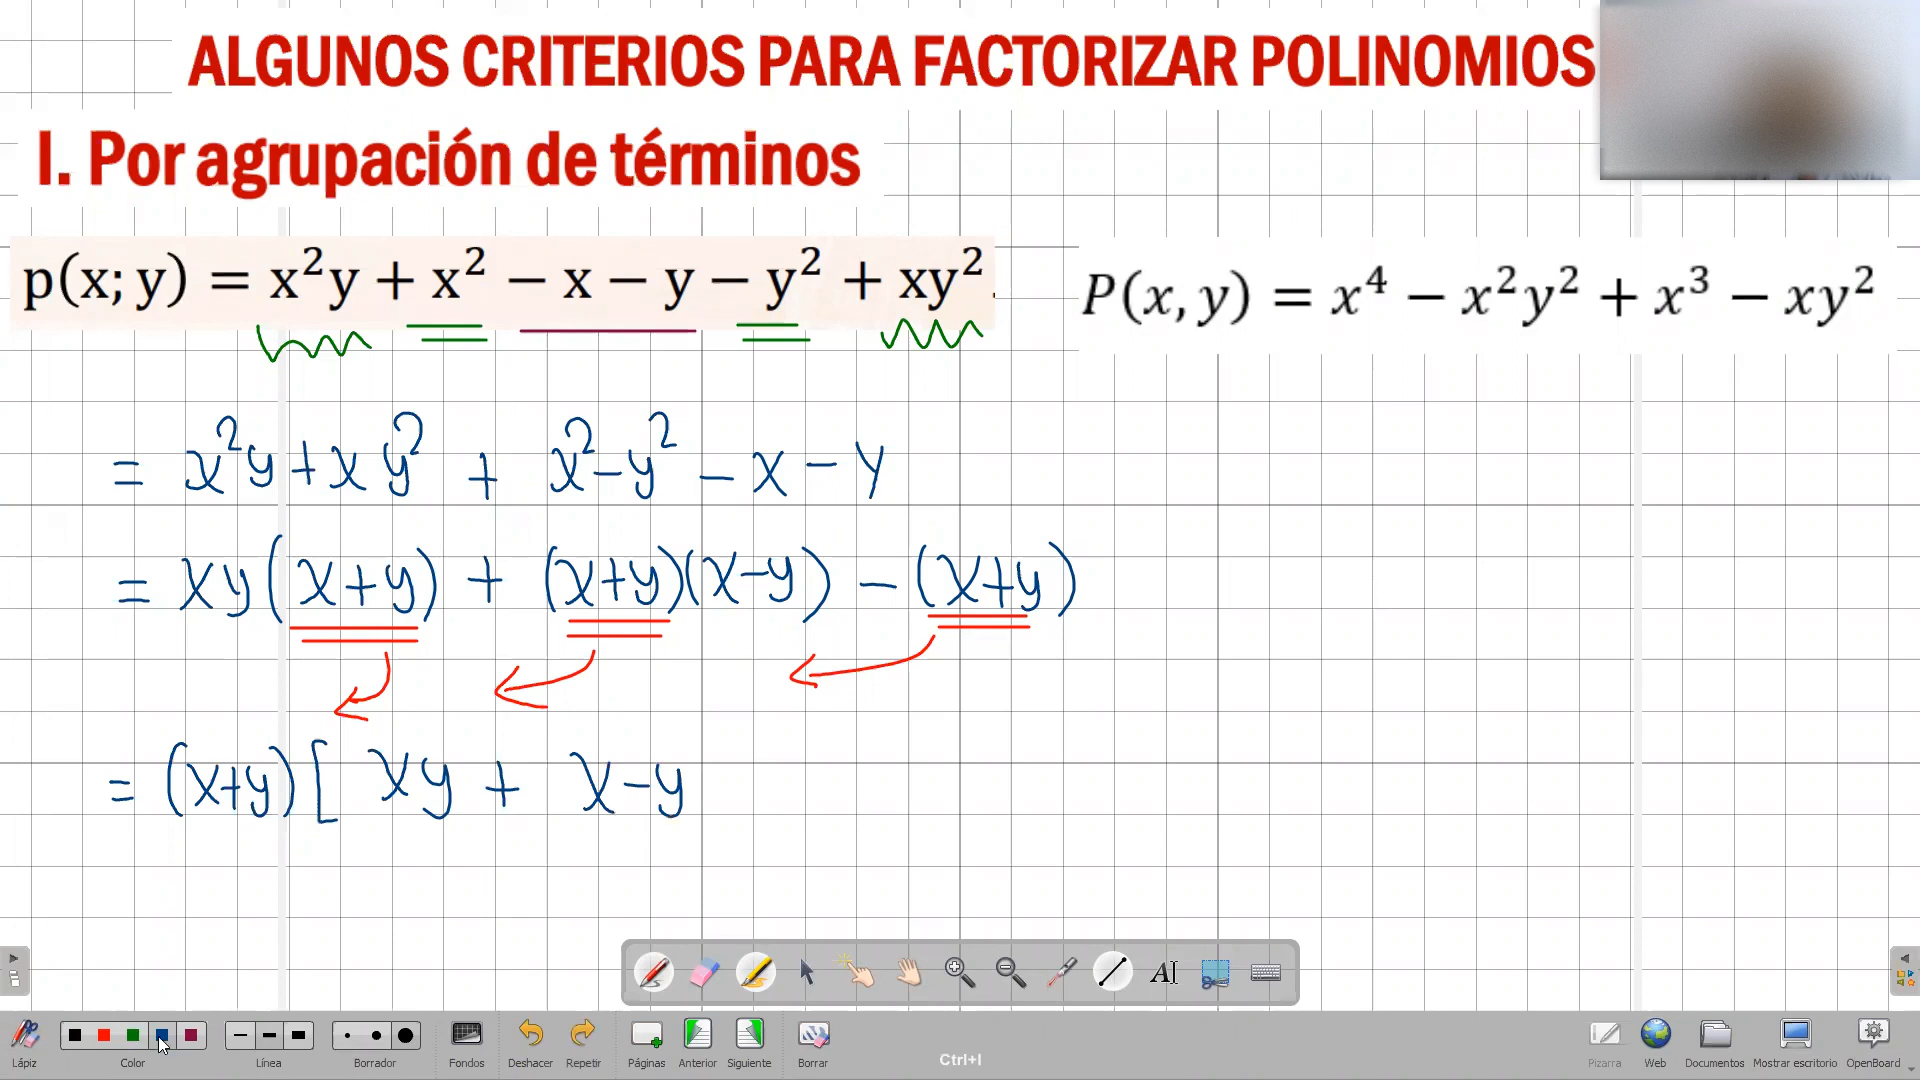 ALGUNOS CRITERIOS PARA FACTORIZAR POLINOMIOS
I. Por agrupación de términos
p(x; y) = x²y + x² − x − y − y² + xy².
P(x, y) = x⁴ − x²y² + x³ − xy²
= x²y + xy² + x² − y² − x − y
= xy(x+y) + (x+y)(x−y) − (x+y)
= (x+y)[ xy + x−y
AI
Lápiz Color Línea Borrador Fondos Deshacer Repetir Páginas Anterior Siguiente Borrar Ctrl+I Pizarra Web Documentos Mostrar escritorio OpenBoard